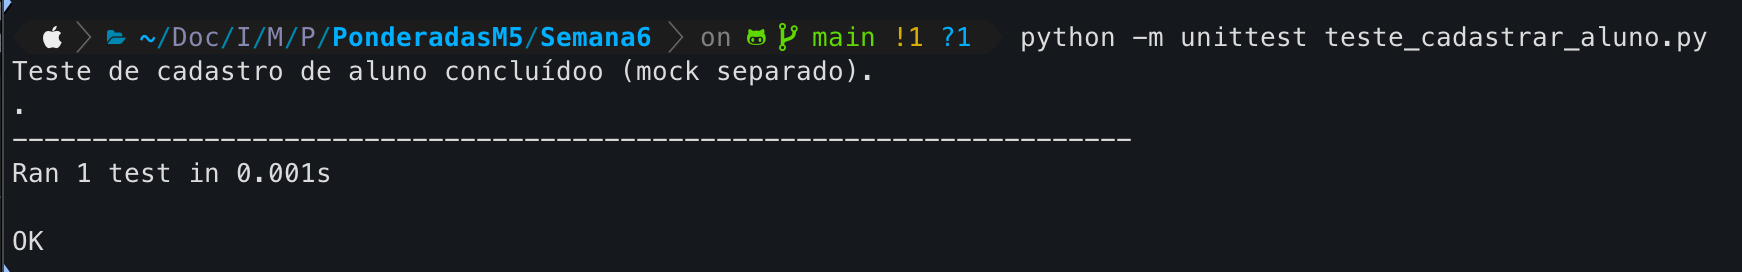 ~/Doc/I/M/P/PonderadasM5/Semana6 on main !1 ?1 python -m unittest teste_cadastrar_aluno.py
Teste de cadastro de aluno concluídoo (mock separado).
.
----------------------------------------------------------------------
Ran 1 test in 0.001s
OK